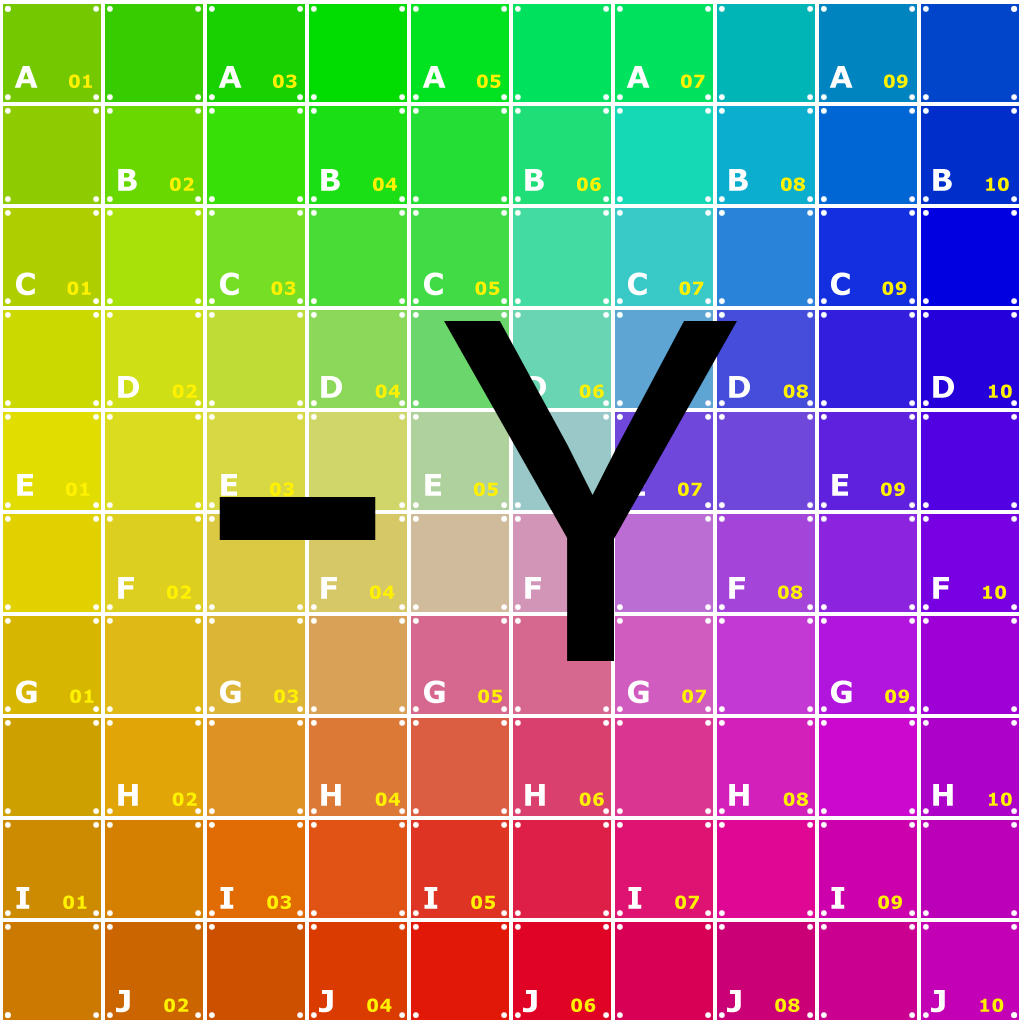 A 01 A 03 A 05 A 07 A 09
B 02 B 04 B 06 B 08 B 10
C 01 C 03 C 05 C 07 C 09
D 02 D 04 D 06 D 08 D 10
E 01 E 03 E 05 E 07 E 09
-Y
F 02 F 04 F F 08 F 10
G 01 G 03 G 05 G 07 G 09
H 02 H 04 H 06 H 08 H 10
I 01 I 03 I 05 I 07 I 09
J 02 J 04 J 06 J 08 J 10